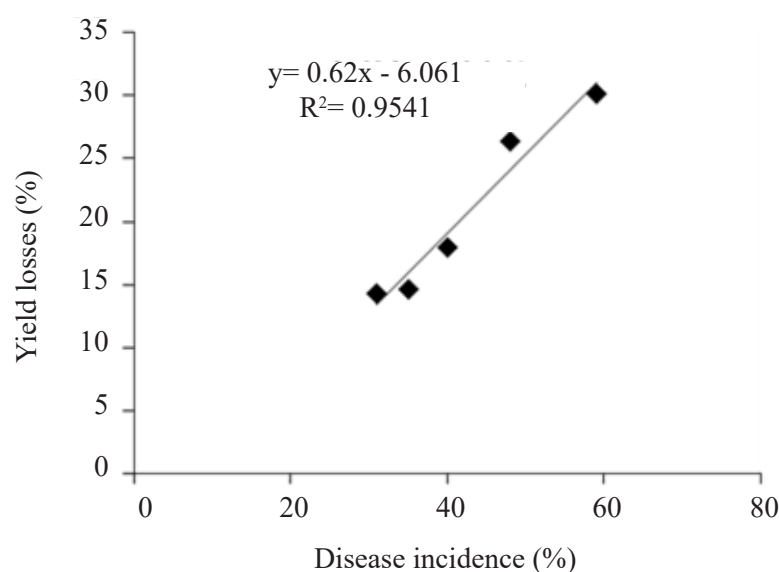 35
y= 0.62x - 6.061
30
R²= 0.9541
25
20
15
10
5
0
Yield losses (%)
0 20 40 60 80
Disease incidence (%)